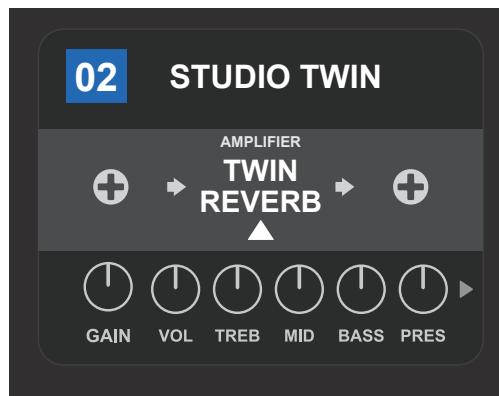 02 STUDIO TWIN
AMPLIFIER
TWIN
REVERB
GAIN VOL TREB MID BASS PRES